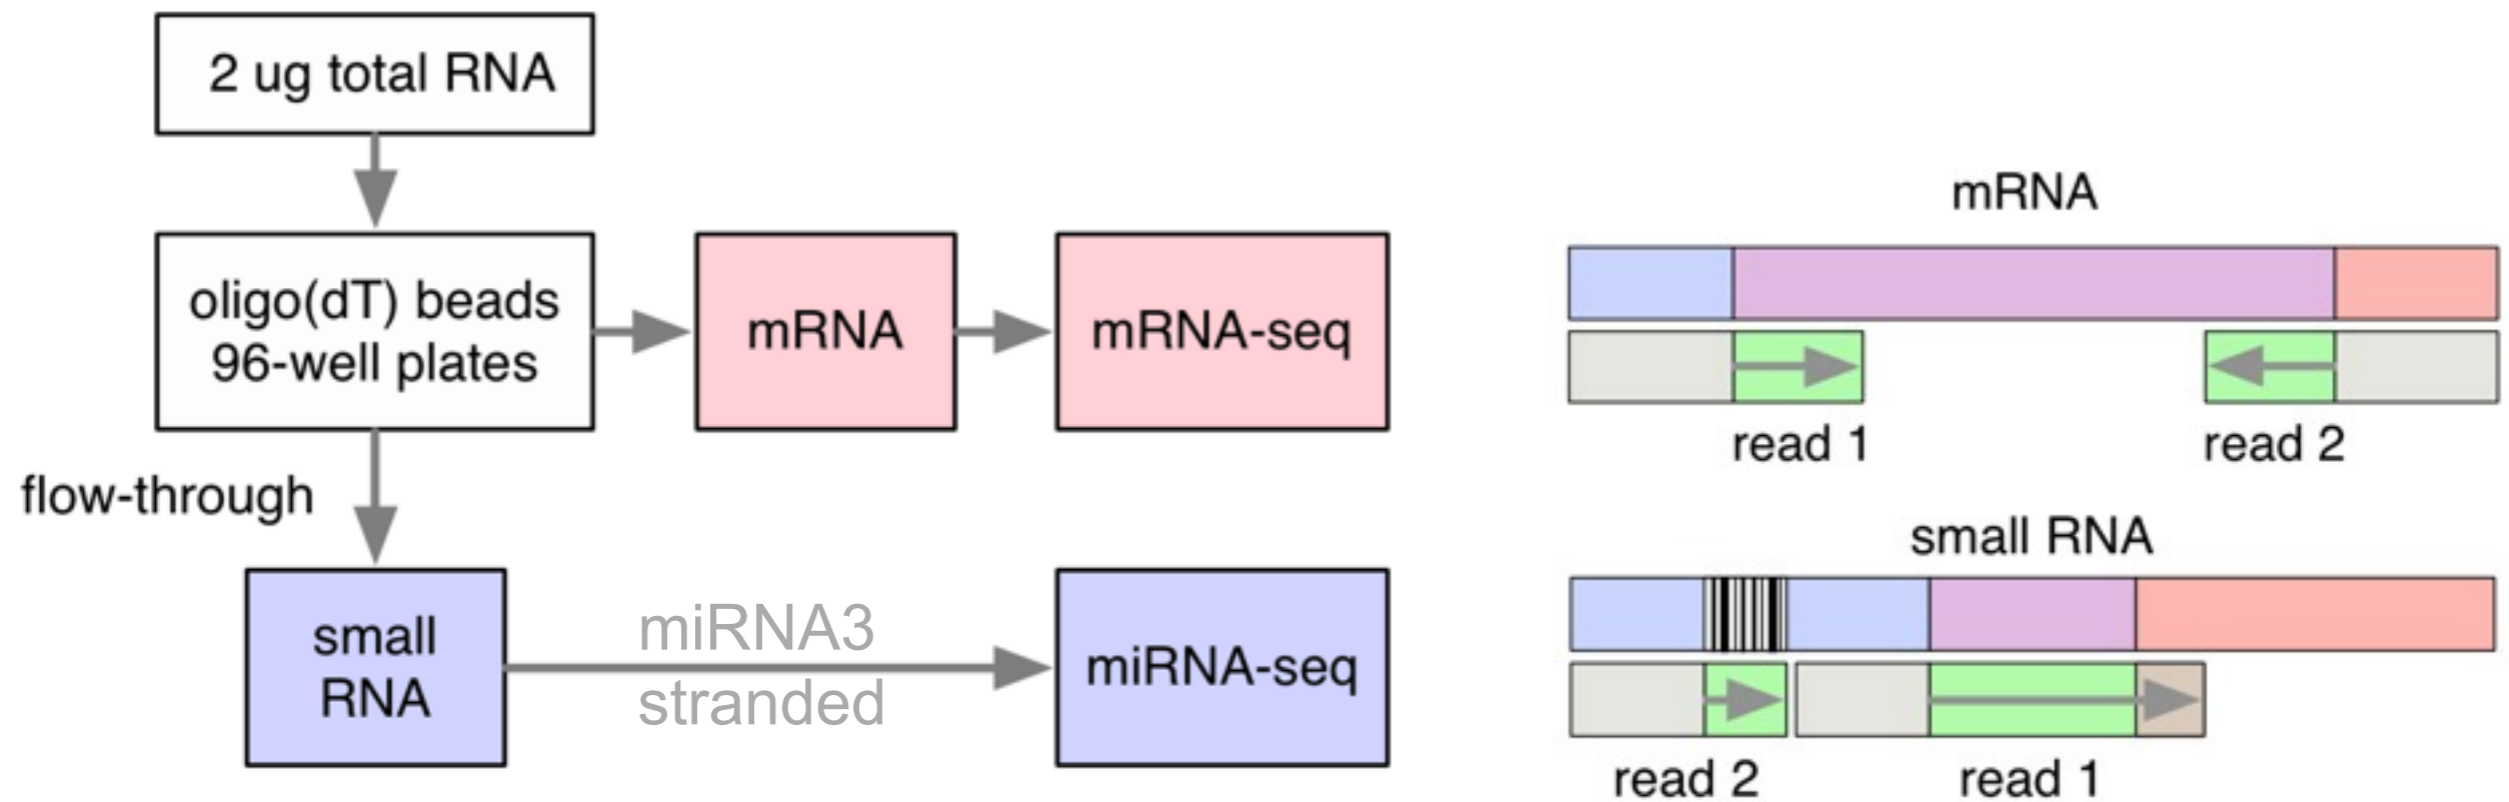 2 ug total RNA
oligo(dT) beads
96-well plates
mRNA
mRNA-seq
flow-through
small
RNA
miRNA3
stranded
miRNA-seq
mRNA
read 1
read 2
small RNA
read 2
read 1